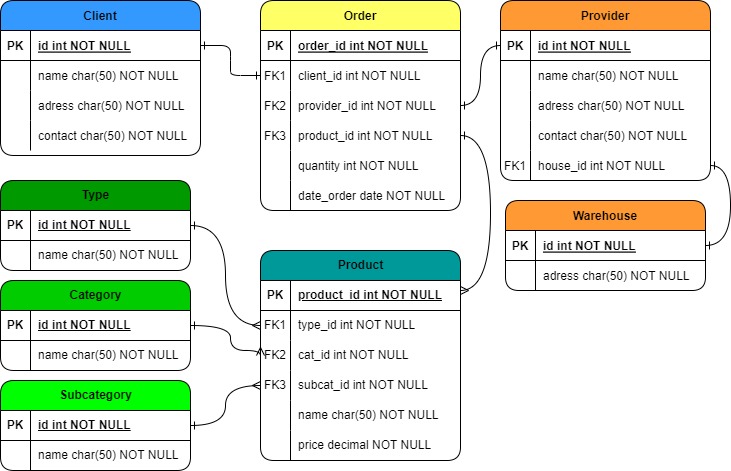 Client
PK id int NOT NULL
name char(50) NOT NULL
adress char(50) NOT NULL
contact char(50) NOT NULL
Order
PK order_id int NOT NULL
FK1 client_id int NOT NULL
FK2 provider_id int NOT NULL
FK3 product_id int NOT NULL
quantity int NOT NULL
date_order date NOT NULL
Provider
PK id int NOT NULL
name char(50) NOT NULL
adress char(50) NOT NULL
contact char(50) NOT NULL
FK1 house_id int NOT NULL
Type
PK id int NOT NULL
name char(50) NOT NULL
Warehouse
PK id int NOT NULL
adress char(50) NOT NULL
Category
PK id int NOT NULL
name char(50) NOT NULL
Product
PK product_id int NOT NULL
FK1 type_id int NOT NULL
FK2 cat_id int NOT NULL
FK3 subcat_id int NOT NULL
name char(50) NOT NULL
price decimal NOT NULL
Subcategory
PK id int NOT NULL
name char(50) NOT NULL